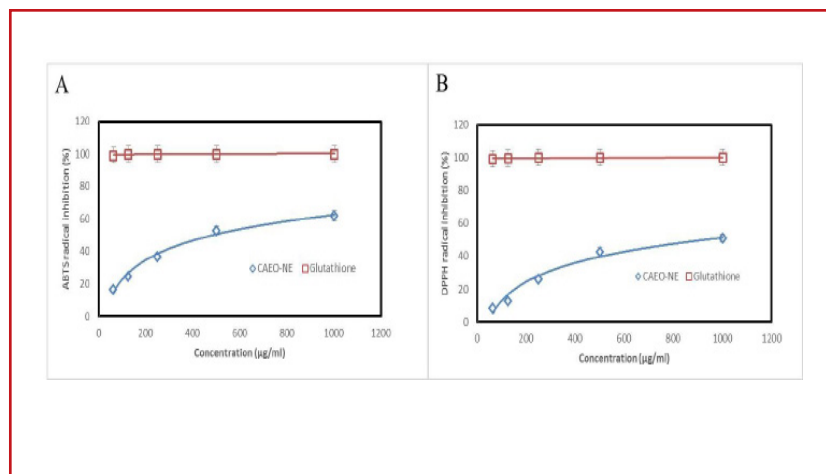 A
120
100
80
60
40
20
0
ABTS radical inhibition (%)
CAEO-NE
Glutathione
0 200 400 600 800 1000 1200
Concentration (µg/ml)
B
120
100
80
60
40
20
0
DPPH radical inhibition (%)
CAEO-NE
Glutathione
0 200 400 600 800 1000 1200
Concentration (µg/ml)